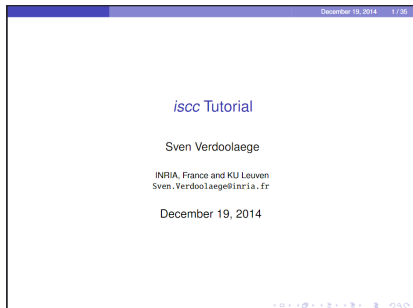 December 19, 2014 1 / 35
iscc Tutorial
Sven Verdoolaege
INRIA, France and KU Leuven
Sven.Verdoolaege@inria.fr
December 19, 2014